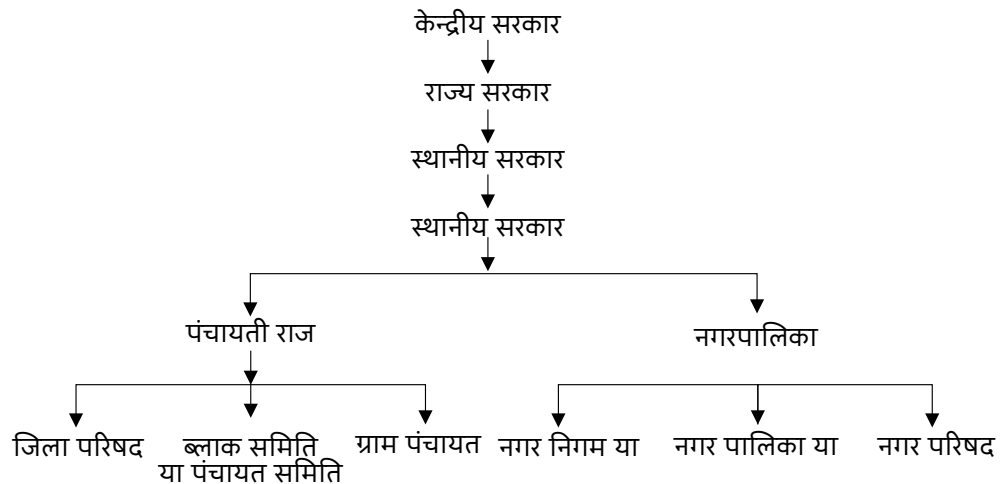 केन्द्रीय सरकार
राज्य सरकार
स्थानीय सरकार
स्थानीय सरकार
पंचायती राज
नगरपालिका
जिला परिषद
ब्लाक समिति
या पंचायत समिति
ग्राम पंचायत
नगर निगम या
नगर पालिका या
नगर परिषद